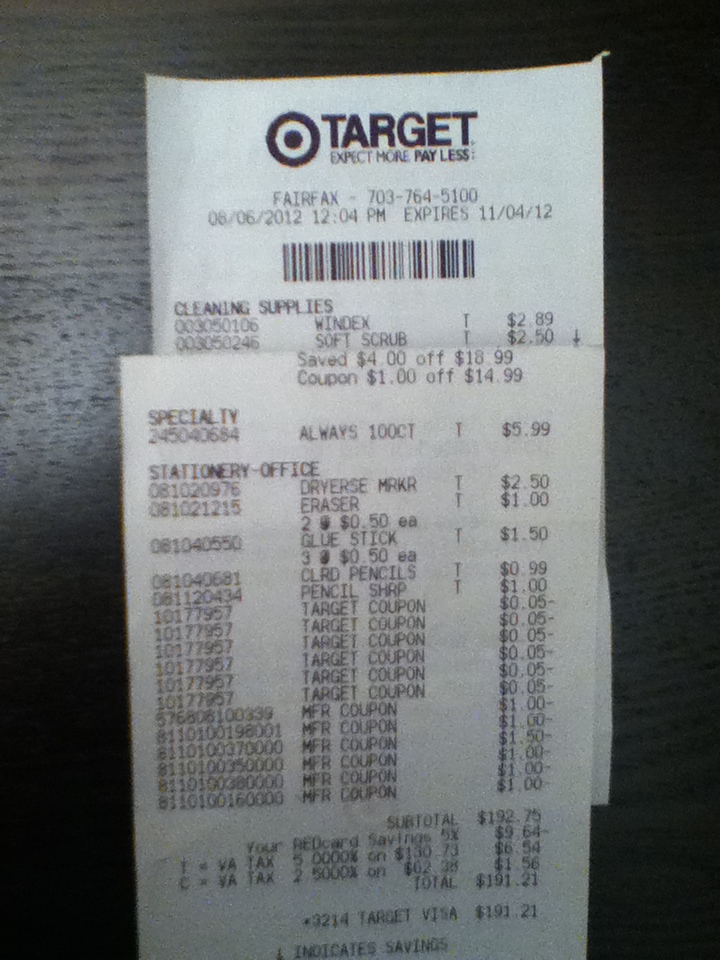 TARGET
EXPECT MORE PAY LESS.
FAIRFAX - 703-764-5100
08/06/2012 12:04 PM EXPIRES 11/04/12
CLEANING SUPPLIES
003050106 WINDEX T $2.89
003050246 SOFT SCRUB T $2.50 ↓
Saved $4.00 off $18.99
Coupon $1.00 off $14.99
SPECIALTY
245040684 ALWAYS 100CT T $5.99
STATIONERY-OFFICE
081020976 DRYERSE MRKR T $2.50
081021215 ERASER T $1.00
2 @ $0.50 ea
081040550 GLUE STICK T $1.50
3 @ $0.50 ea
081040681 CLRD PENCILS T $0.99
081120434 PENCIL SHRP T $1.00
10177957 TARGET COUPON $0.05-
10177957 TARGET COUPON $0.05-
10177957 TARGET COUPON $0.05-
10177957 TARGET COUPON $0.05-
10177957 TARGET COUPON $0.05-
10177957 TARGET COUPON $0.05-
576808100339 MFR COUPON $1.00-
8110100198001 MFR COUPON $1.00-
8110100370000 MFR COUPON $1.50-
8110100350000 MFR COUPON $1.00-
8110100380000 MFR COUPON $1.00-
8110100160000 MFR COUPON $1.00-
SUBTOTAL $192.75
Your REDcard Savings 5% $9.64-
T = VA TAX 5.0000% on $130.73 $6.54
C = VA TAX 2.5000% on $62.38 $1.56
TOTAL $191.21
*3214 TARGET VISA $191.21
↓ INDICATES SAVINGS